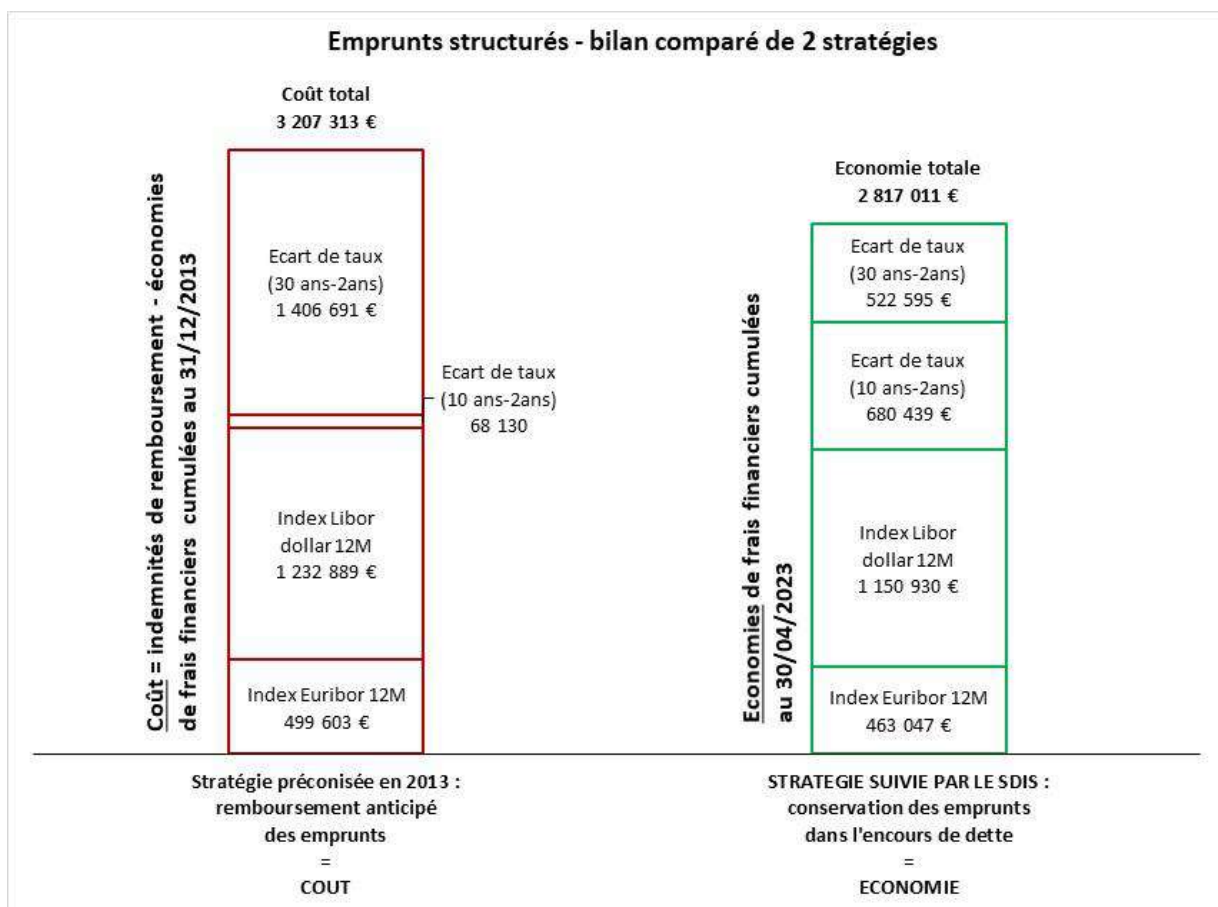 Emprunts structurés - bilan comparé de 2 stratégies
Coût total
3 207 313 €
Coût = indemnités de remboursement - économies
de frais financiers cumulées au 31/12/2013
Ecart de taux
(30 ans-2ans)
1 406 691 €
Ecart de taux
(10 ans-2ans)
68 130
Index Libor
dollar 12M
1 232 889 €
Index Euribor 12M
499 603 €
Stratégie préconisée en 2013 :
remboursement anticipé
des emprunts
=
COUT
Economie totale
2 817 011 €
Economies de frais financiers cumulées
au 30/04/2023
Ecart de taux
(30 ans-2ans)
522 595 €
Ecart de taux
(10 ans-2ans)
680 439 €
Index Libor
dollar 12M
1 150 930 €
Index Euribor 12M
463 047 €
STRATEGIE SUIVIE PAR LE SDIS :
conservation des emprunts
dans l'encours de dette
=
ECONOMIE